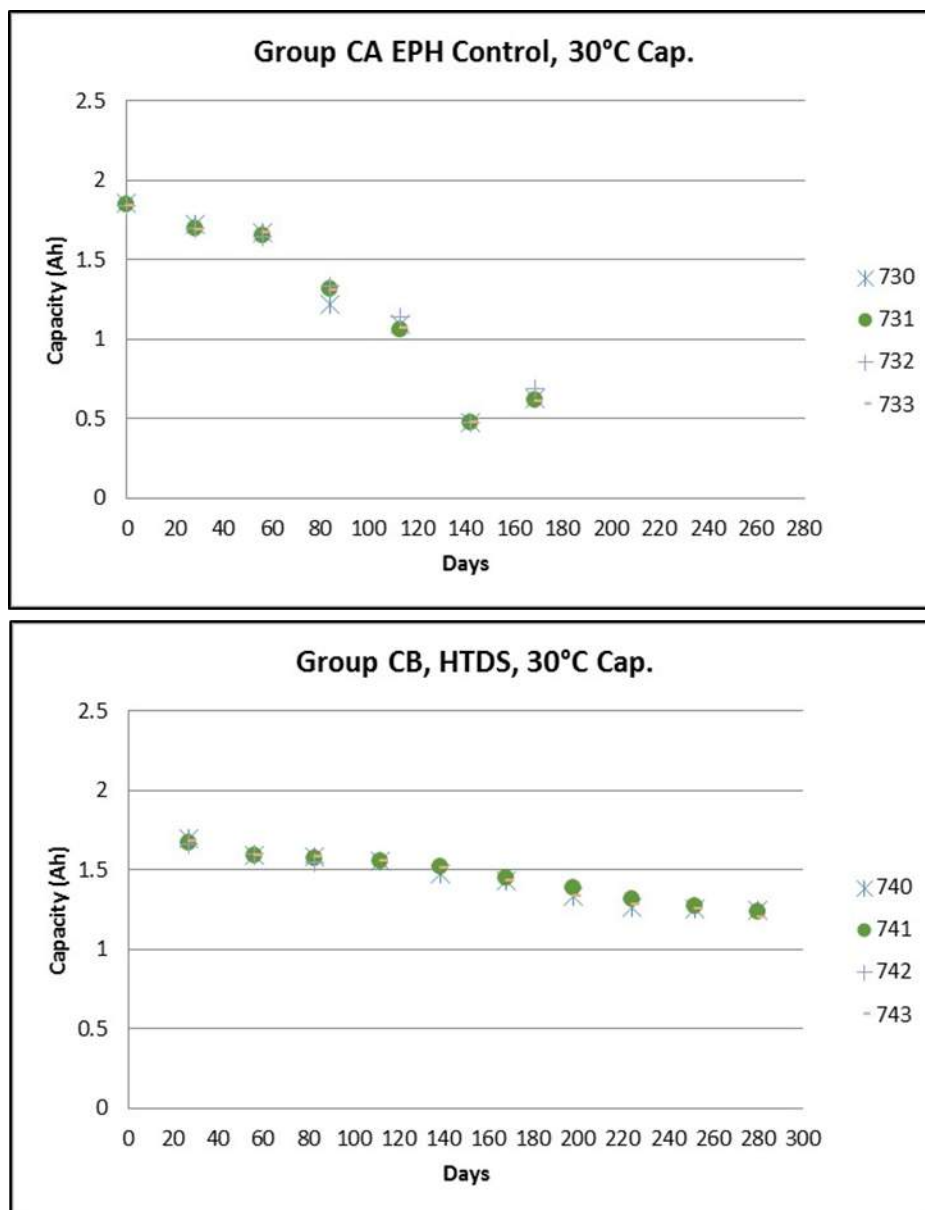 Group CA EPH Control, 30°C Cap.
2.5
2
1.5
1
0.5
0
Capacity (Ah)
0 20 40 60 80 100 120 140 160 180 200 220 240 260 280
Days
730
731
732
733
Group CB, HTDS, 30°C Cap.
2.5
2
1.5
1
0.5
0
Capacity (Ah)
0 20 40 60 80 100 120 140 160 180 200 220 240 260 280 300
Days
740
741
742
743